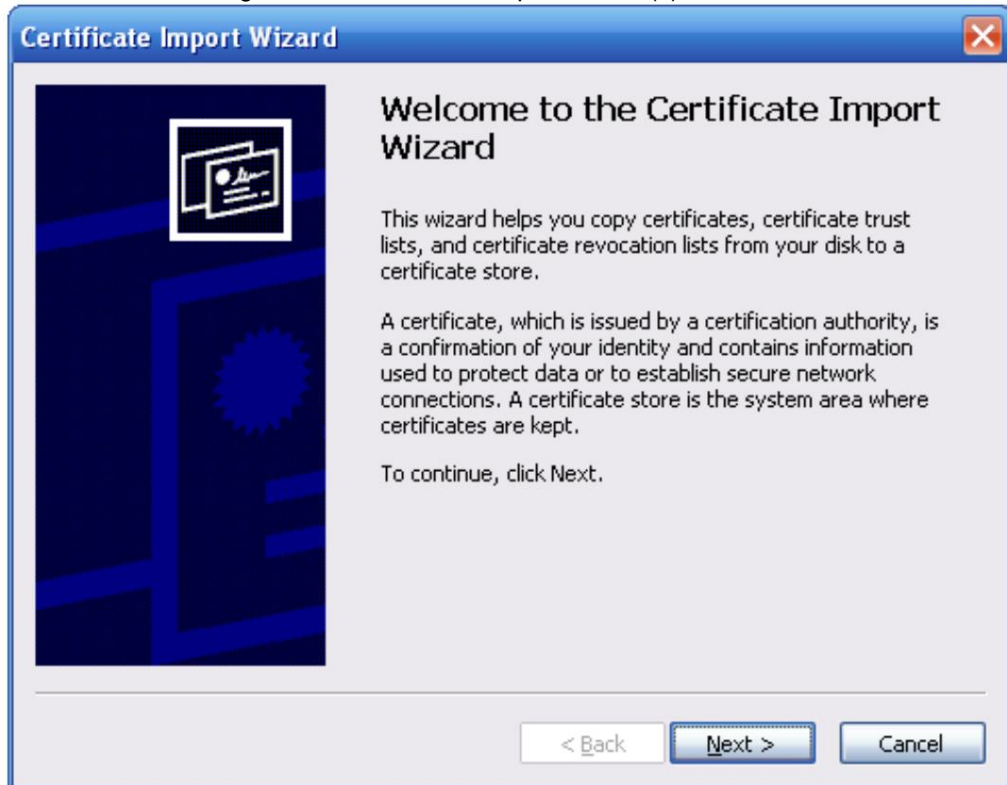 Certificate Import Wizard
Welcome to the Certificate Import
Wizard
This wizard helps you copy certificates, certificate trust
lists, and certificate revocation lists from your disk to a
certificate store.
A certificate, which is issued by a certification authority, is
a confirmation of your identity and contains information
used to protect data or to establish secure network
connections. A certificate store is the system area where
certificates are kept.
To continue, click Next.
< Back
Next >
Cancel